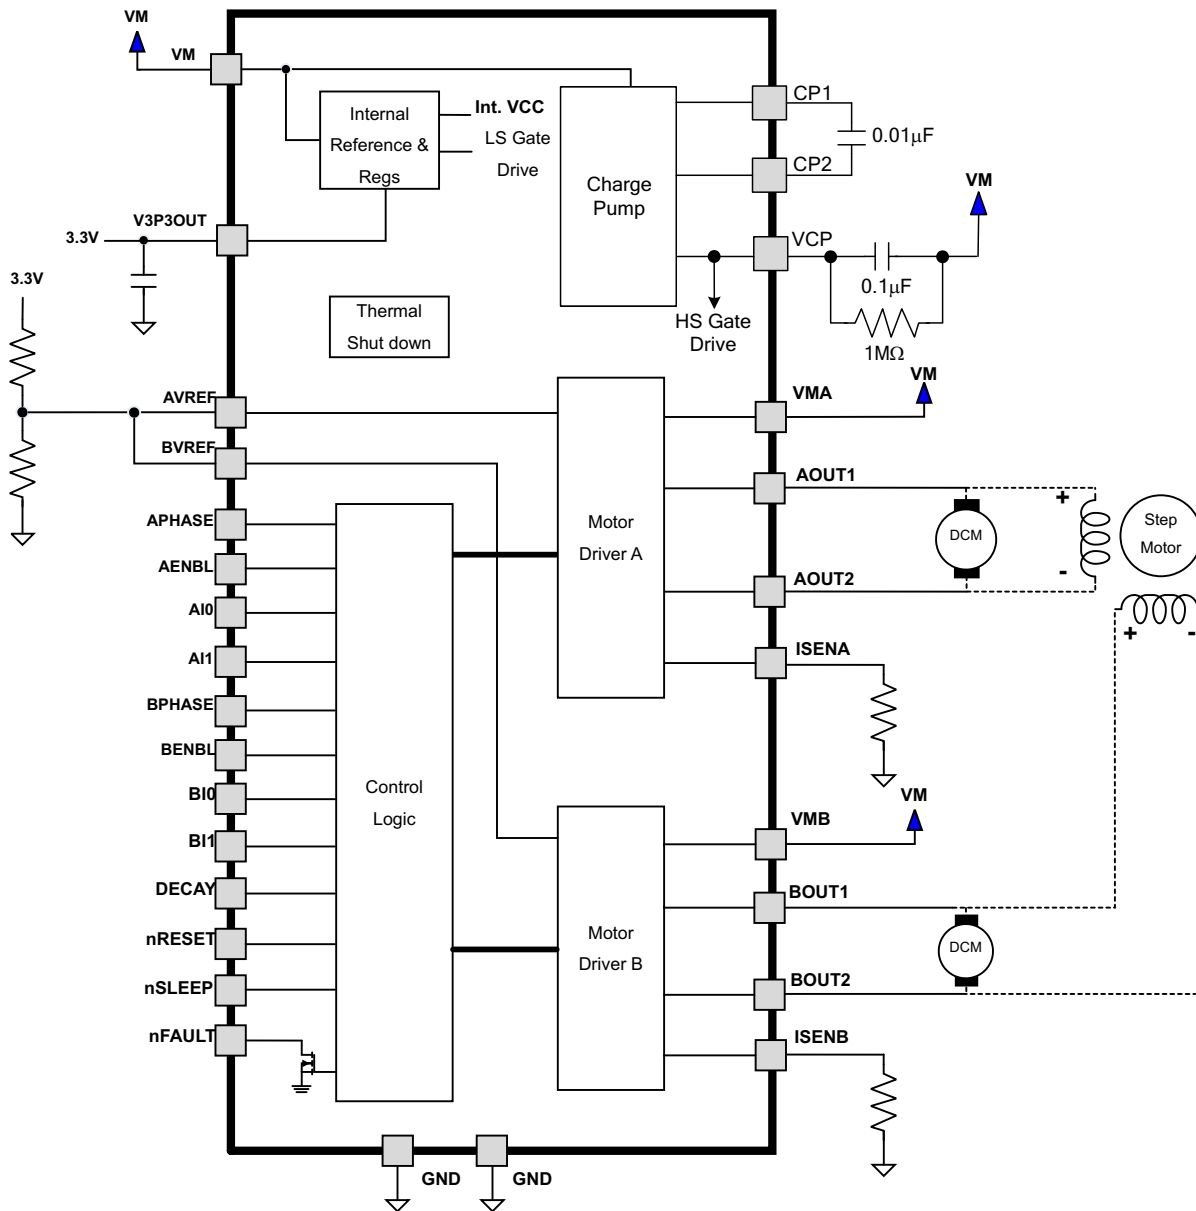 VM
VM
Internal
Reference &
Regs
Int. VCC
LS Gate
Drive
Charge
Pump
CP1
0.01μF
CP2
VM
V3P3OUT
3.3V
VCP
0.1μF
1MΩ
HS Gate
Drive
3.3V
Thermal
Shut down
AVREF
BVREF
VM
VMA
AOUT1
Motor
Driver A
DCM
+
-
Step
Motor
AOUT2
+
-
ISENA
APHASE
AENBL
AI0
AI1
BPHASE
BENBL
BI0
BI1
DECAY
nRESET
nSLEEP
nFAULT
Control
Logic
VM
VMB
BOUT1
Motor
Driver B
DCM
BOUT2
ISENB
GND
GND